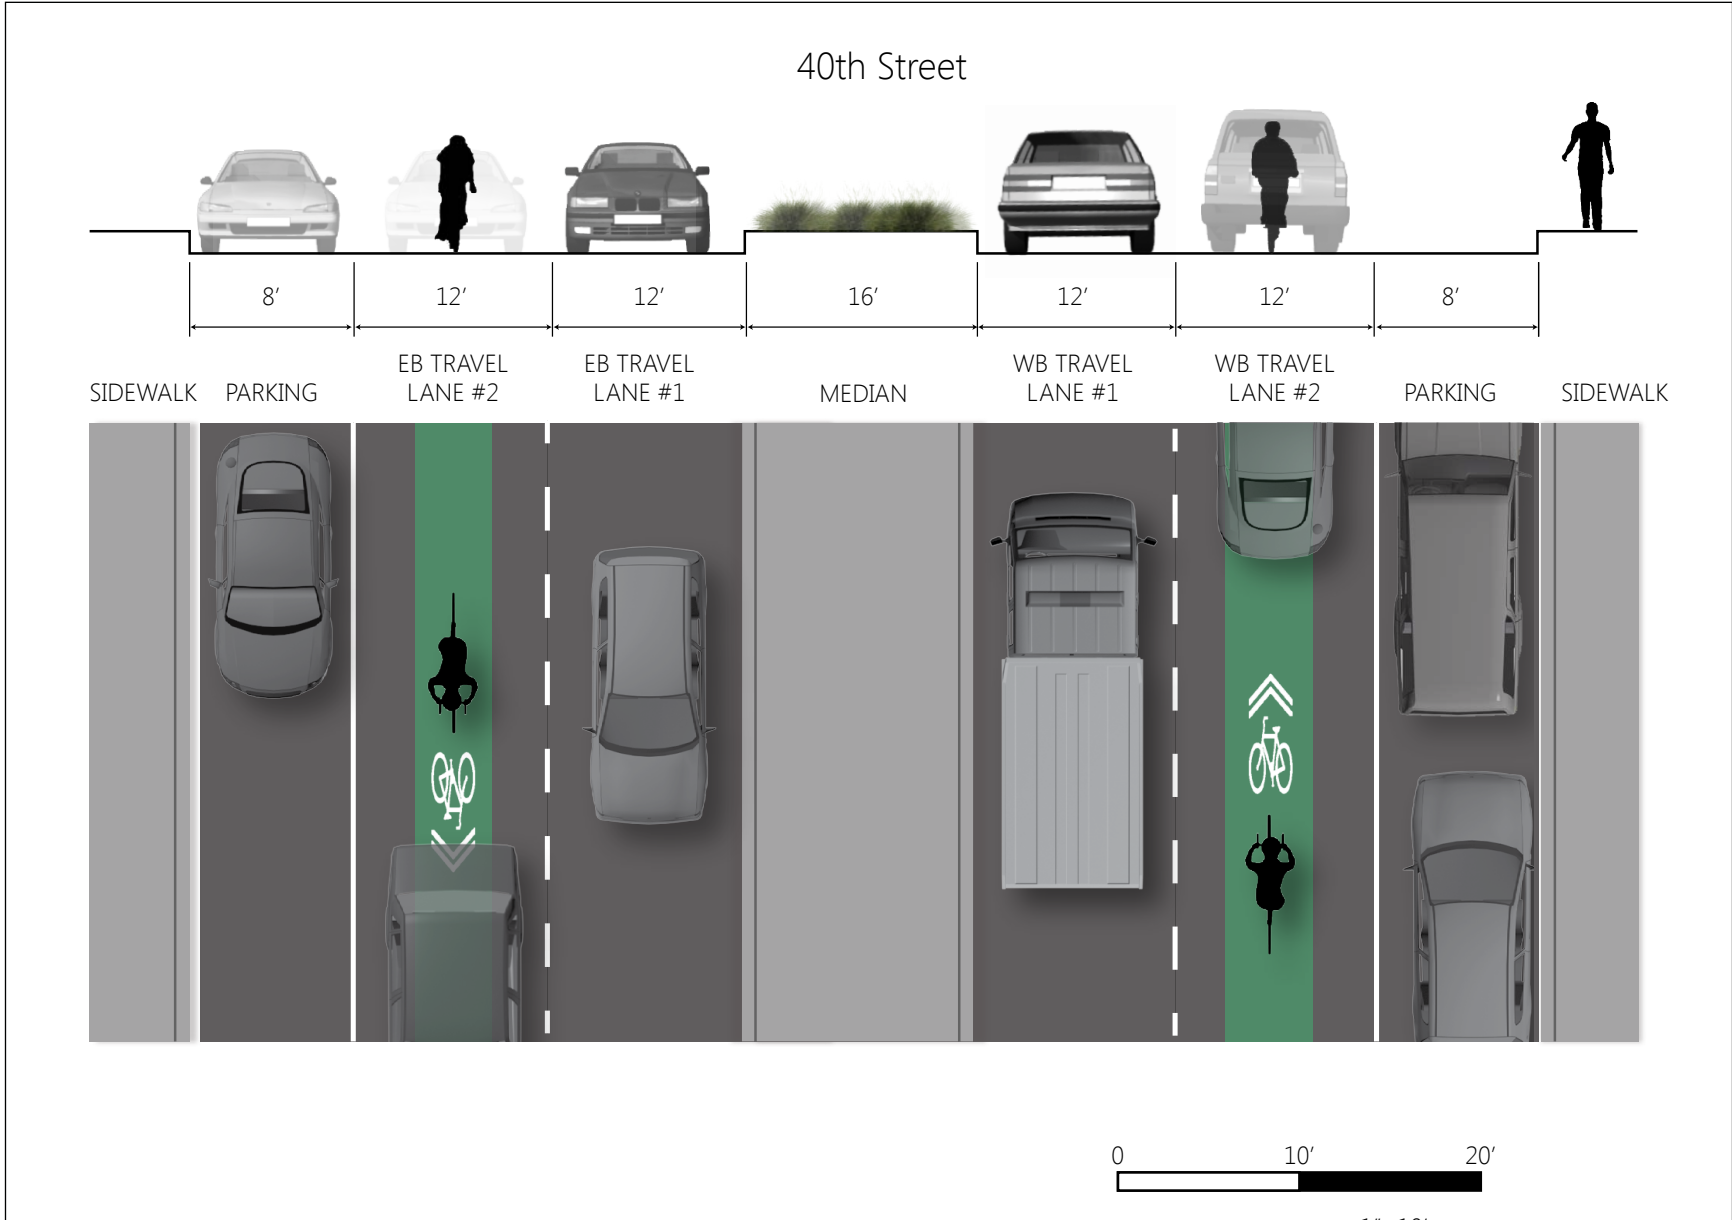 40th Street
8′ 12′ 12′ 16′ 12′ 12′ 8′
SIDEWALK
PARKING
EB TRAVEL
LANE #2
EB TRAVEL
LANE #1
MEDIAN
WB TRAVEL
LANE #1
WB TRAVEL
LANE #2
PARKING
SIDEWALK
0 10′ 20′